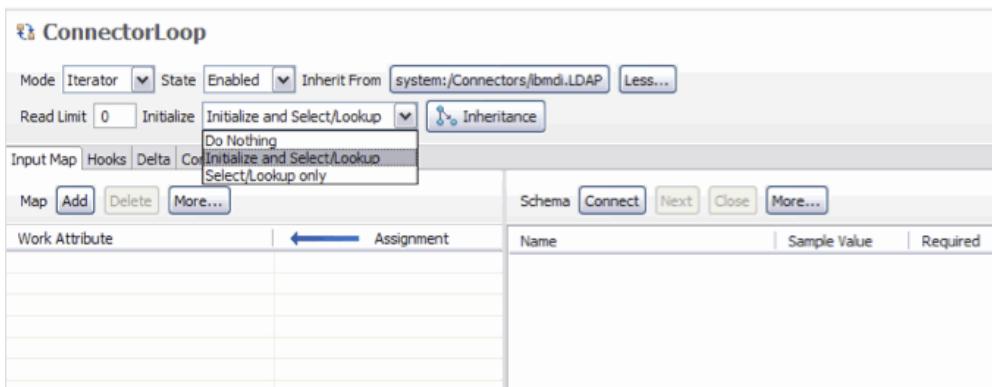 ConnectorLoop
Mode Iterator State Enabled Inherit From system:/Connectors/ibmdi.LDAP Less...
Read Limit 0 Initialize Initialize and Select/Lookup Inheritance
Do Nothing
Input Map Hooks Delta Initialize and Select/Lookup
Select/Lookup only
Map Add Delete More... Schema Connect Next Close More...
Work Attribute Assignment Name Sample Value Required